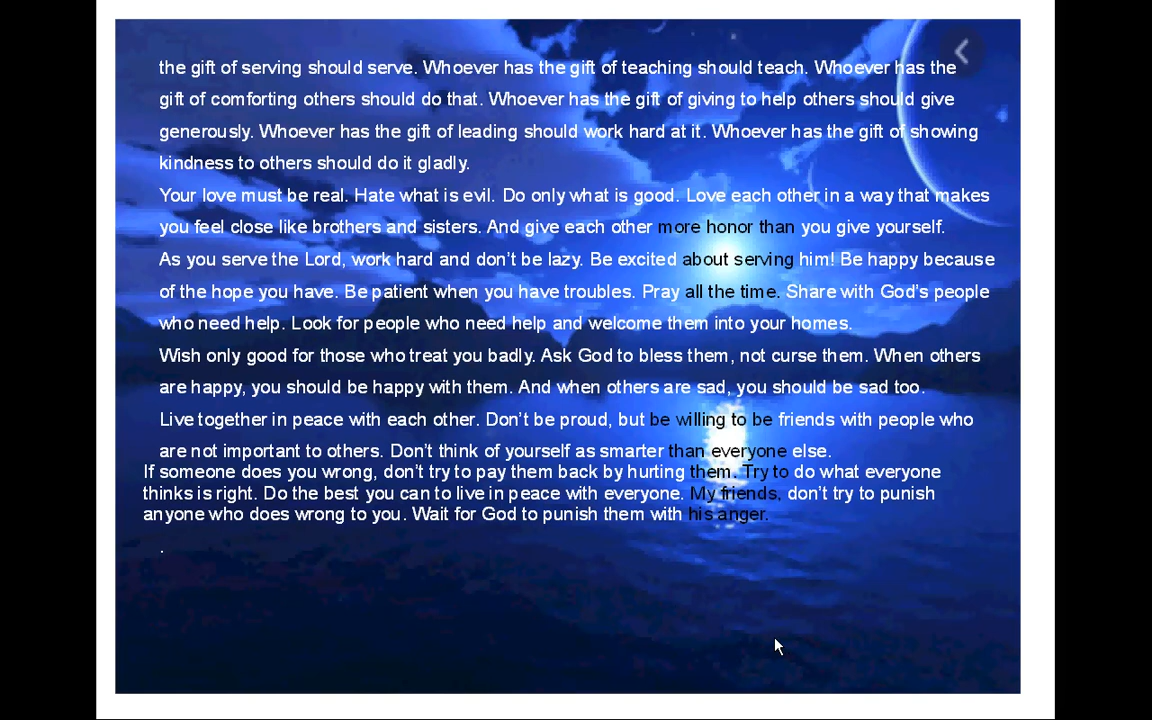 the gift of serving should serve. Whoever has the gift of teaching should teach. Whoever has the
gift of comforting others should do that. Whoever has the gift of giving to help others should give
generously. Whoever has the gift of leading should work hard at it. Whoever has the gift of showing
kindness to others should do it gladly.
Your love must be real. Hate what is evil. Do only what is good. Love each other in a way that makes
you feel close like brothers and sisters. And give each other more honor than you give yourself.
As you serve the Lord, work hard and don’t be lazy. Be excited about serving him! Be happy because
of the hope you have. Be patient when you have troubles. Pray all the time. Share with God’s people
who need help. Look for people who need help and welcome them into your homes.
Wish only good for those who treat you badly. Ask God to bless them, not curse them. When others
are happy, you should be happy with them. And when others are sad, you should be sad too.
Live together in peace with each other. Don’t be proud, but be willing to be friends with people who
are not important to others. Don’t think of yourself as smarter than everyone else.
If someone does you wrong, don’t try to pay them back by hurting them. Try to do what everyone
thinks is right. Do the best you can to live in peace with everyone. My friends, don’t try to punish
anyone who does wrong to you. Wait for God to punish them with his anger.
.